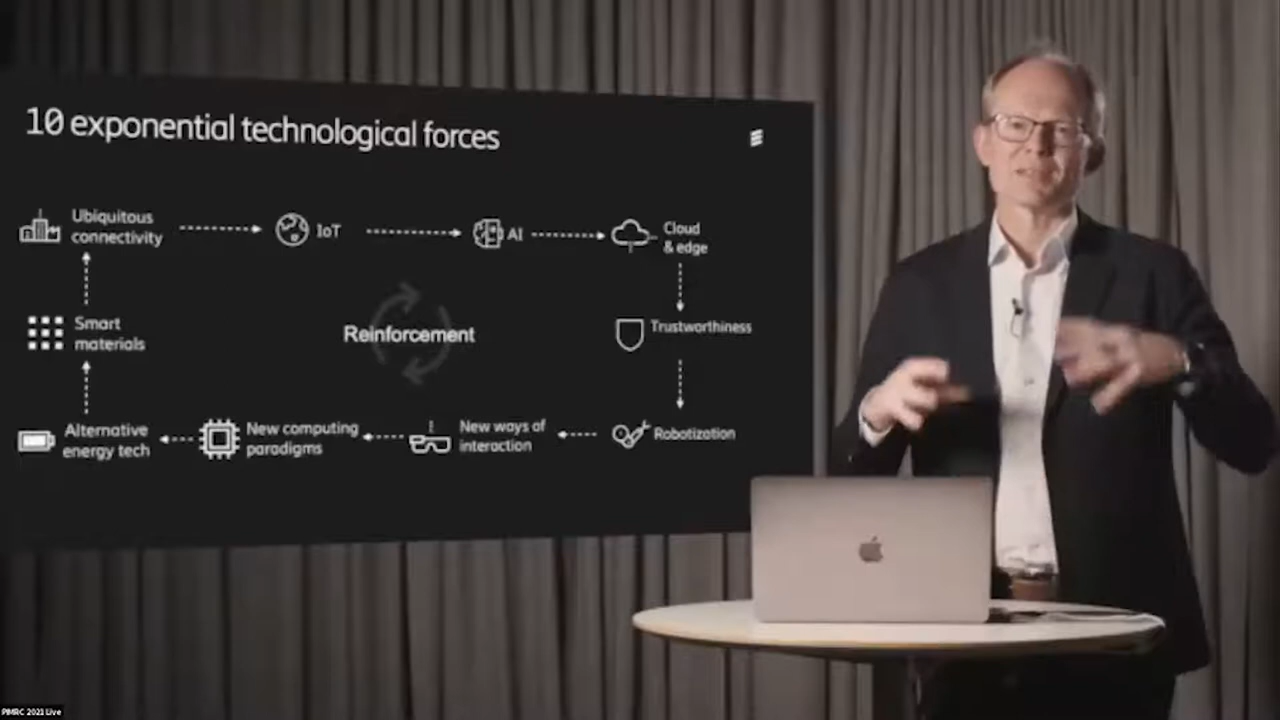 10 exponential technological forces
Ubiquitous
connectivity
IoT
AI
Cloud
& edge
Smart
materials
Reinforcement
Trustworthiness
Alternative
energy tech
New computing
paradigms
New ways of
interaction
Robotization
PIMRC 2021 Live